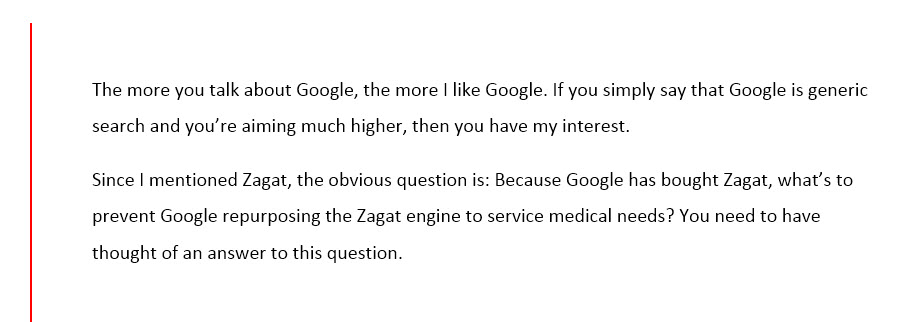 The more you talk about Google, the more I like Google. If you simply say that Google is generic
search and you’re aiming much higher, then you have my interest.
Since I mentioned Zagat, the obvious question is: Because Google has bought Zagat, what’s to
prevent Google repurposing the Zagat engine to service medical needs? You need to have
thought of an answer to this question.